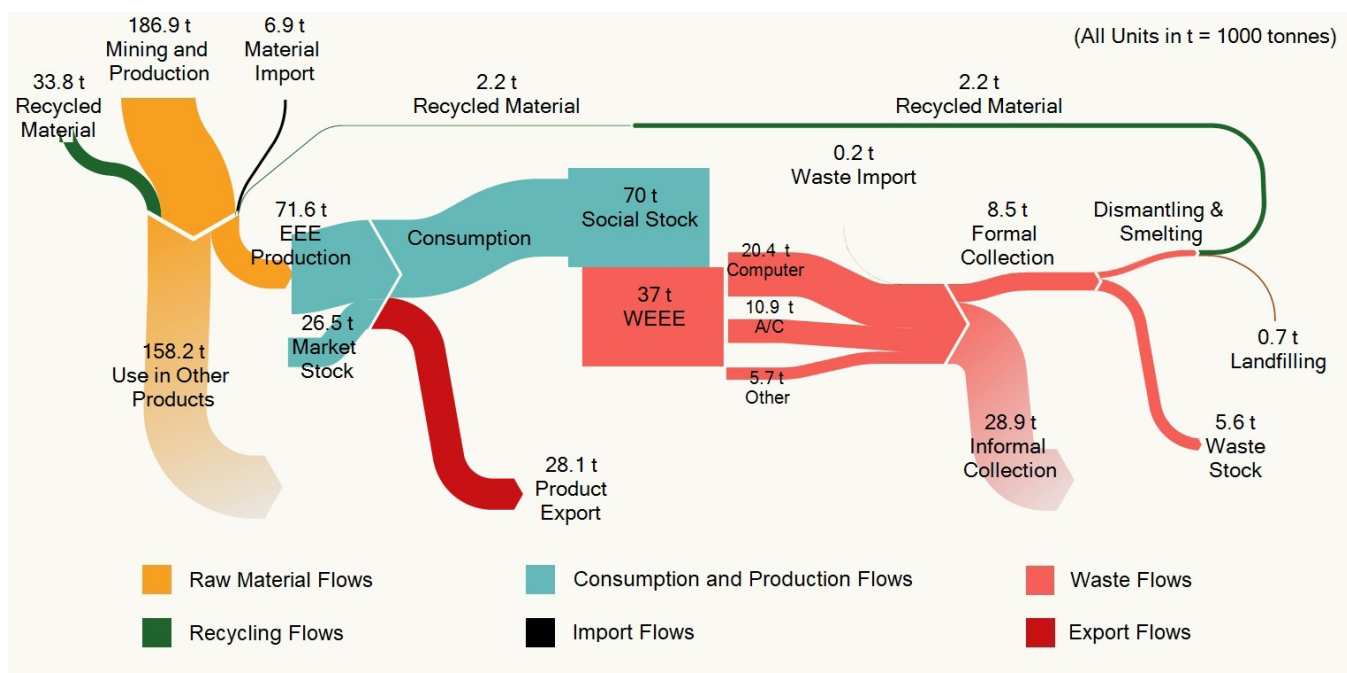 186.9 t
Mining and
Production
6.9 t
Material
Import
(All Units in t = 1000 tonnes)
33.8 t
Recycled
Material
2.2 t
Recycled Material
2.2 t
Recycled Material
0.2 t
Waste Import
71.6 t
EEE
Production
Consumption
70 t
Social Stock
8.5 t
Formal
Collection
Dismantling &
Smelting
20.4 t
Computer
37 t
WEEE
10.9 t
A/C
26.5 t
Market
Stock
158.2 t
Use in Other
Products
5.7 t
Other
0.7 t
Landfilling
28.9 t
Informal
Collection
5.6 t
Waste
Stock
28.1 t
Product
Export
Raw Material Flows
Consumption and Production Flows
Waste Flows
Recycling Flows
Import Flows
Export Flows